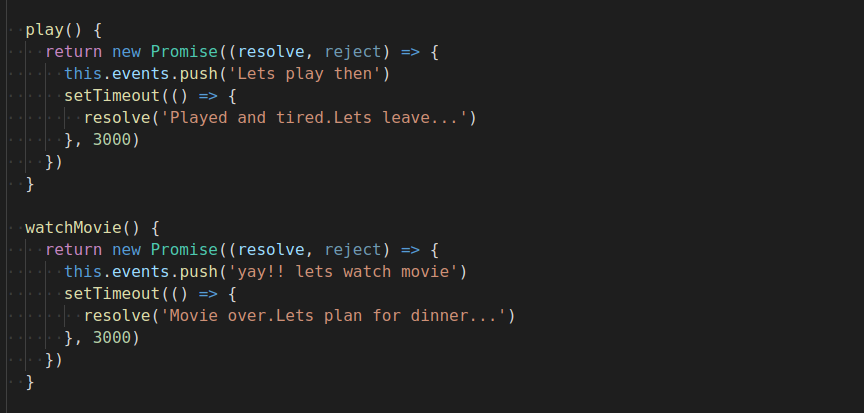 play() {
return new Promise((resolve, reject) => {
this.events.push('Lets play then')
setTimeout(() => {
resolve('Played and tired.Lets leave...')
}, 3000)
})
}
watchMovie() {
return new Promise((resolve, reject) => {
this.events.push('yay!! lets watch movie')
setTimeout(() => {
resolve('Movie over.Lets plan for dinner...')
}, 3000)
})
}